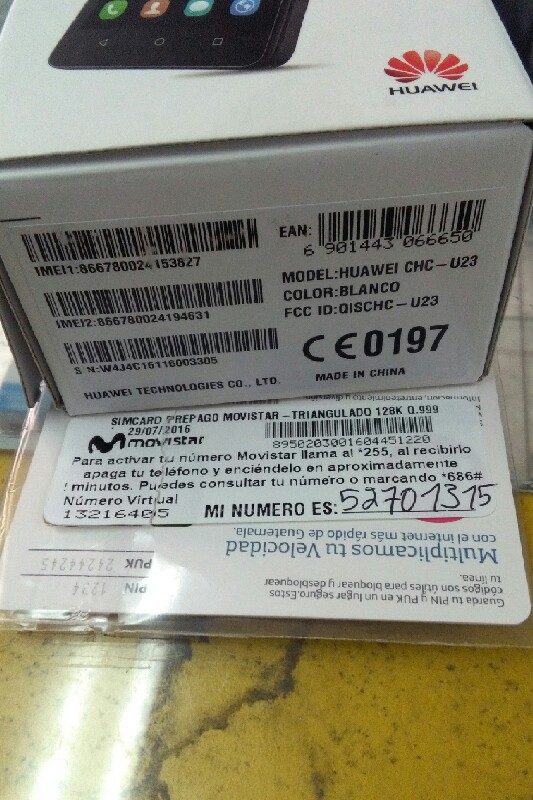 HUAWEI
EAN:
6 901443 066650
IMEI1:866780024153627
MODEL:HUAWEI CHC-U23
COLOR:BLANCO
FCC ID:QISCHC-U23
IMEI2:866780024194631
CE0197
S N:W4J4C16116003305
MADE IN CHINA
HUAWEI TECHNOLOGIES CO., LTD.
SIMCARD PREPAGO MOVISTAR -TRIANGULADO 128K Q.999
29/07/2016
movistar
8950203001604451220
Para activar tu número Movistar llama al *255, al recibirlo
apaga tu teléfono y enciéndelo en aproximadamente
minutos. Puedes consultar tu número o marcando *686#
Número Virtual
13216405
MI NUMERO ES: 52701315
Multiplicamos tu Velocidad
con el internet más rápido de Guatemala.
PIN 1234
PUK 24244245
Guarda tu PIN y PUK en un lugar seguro.Estos
códigos son útiles para bloquear y desbloquear
tu línea.